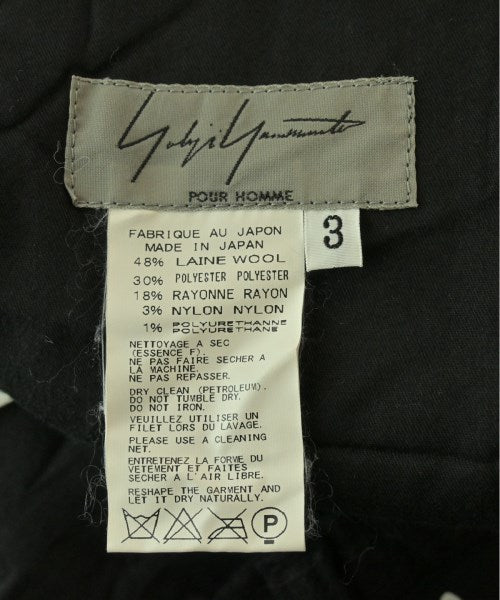 Yohji Yamamoto
POUR HOMME
3
FABRIQUE AU JAPON
MADE IN JAPAN
48% LAINE WOOL
30% POLYESTER POLYESTER
18% RAYONNE RAYON
3% NYLON NYLON
1% POLYURETHANNE
POLYURETHANE
NETTOYAGE A SEC
(ESSENCE F).
NE PAS FAIRE SECHER A
LA MACHINE.
NE PAS REPASSER.
DRY CLEAN (PETROLEUM).
DO NOT TUMBLE DRY.
DO NOT IRON.
VEUILLEZ UTILISER UN
FILET LORS DU LAVAGE.
PLEASE USE A CLEANING
NET.
ENTRETENEZ LA FORME DU
VETEMENT ET FAITES
SECHER A L'AIR LIBRE.
RESHAPE THE GARMENT AND
LET IT DRY NATURALLY.
P